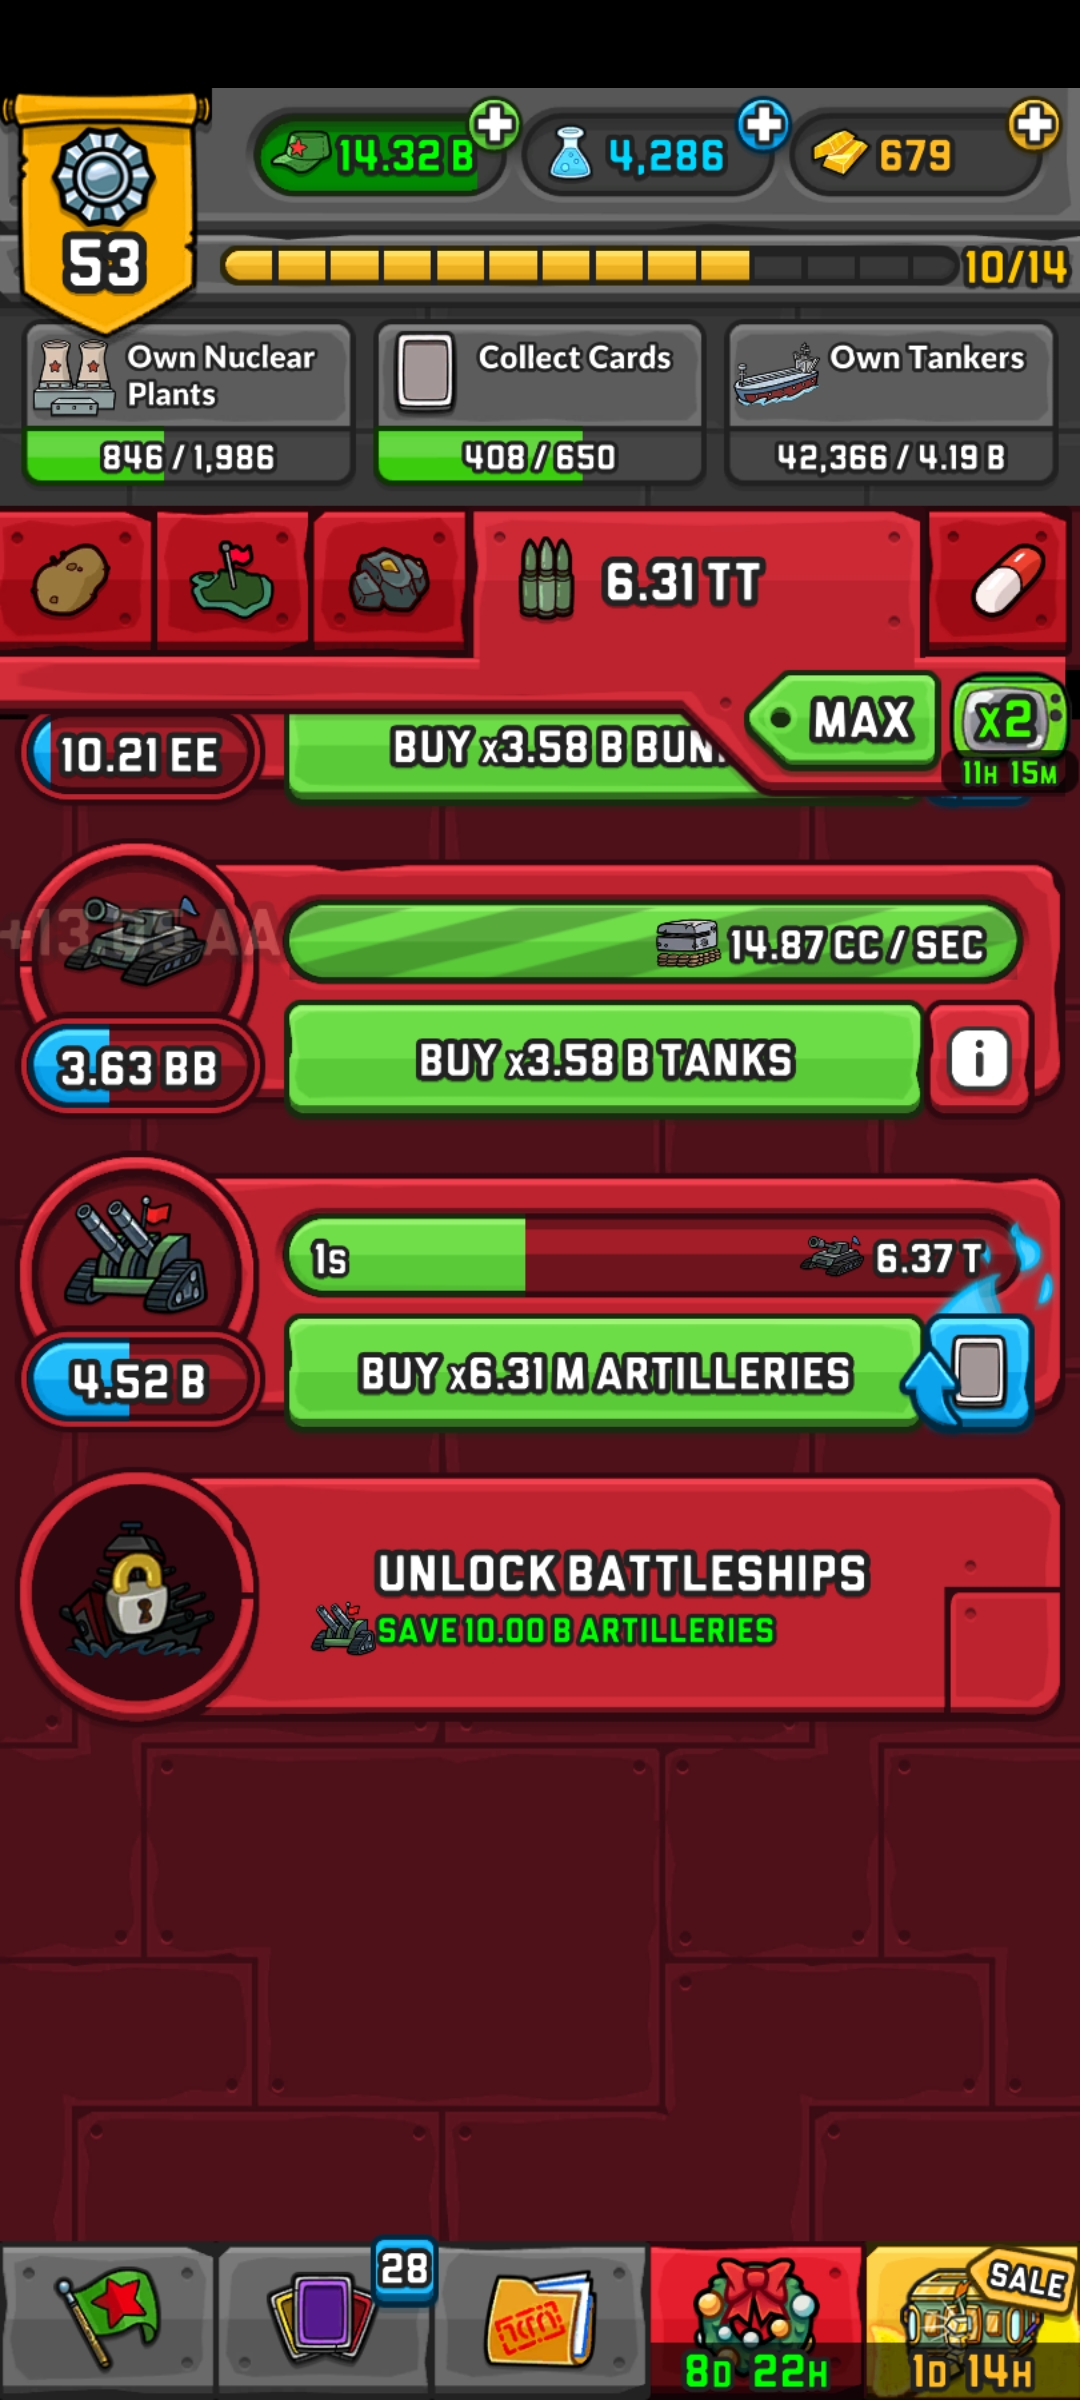 14.32 B
4,286
679
53
10/14
Own Nuclear
Plants
846 / 1,986
Collect Cards
408 / 650
Own Tankers
42,366 / 4.19 B
6.31 TT
MAX
x2
11H 15M
10.21 EE
BUY x3.58 B BUN
+13.05 AA
14.87 CC / SEC
3.63 BB
BUY x3.58 B TANKS
i
1s
6.37 T
4.52 B
BUY x6.31 M ARTILLERIES
UNLOCK BATTLESHIPS
SAVE 10.00 B ARTILLERIES
28
SALE
8D 22H
1D 14H